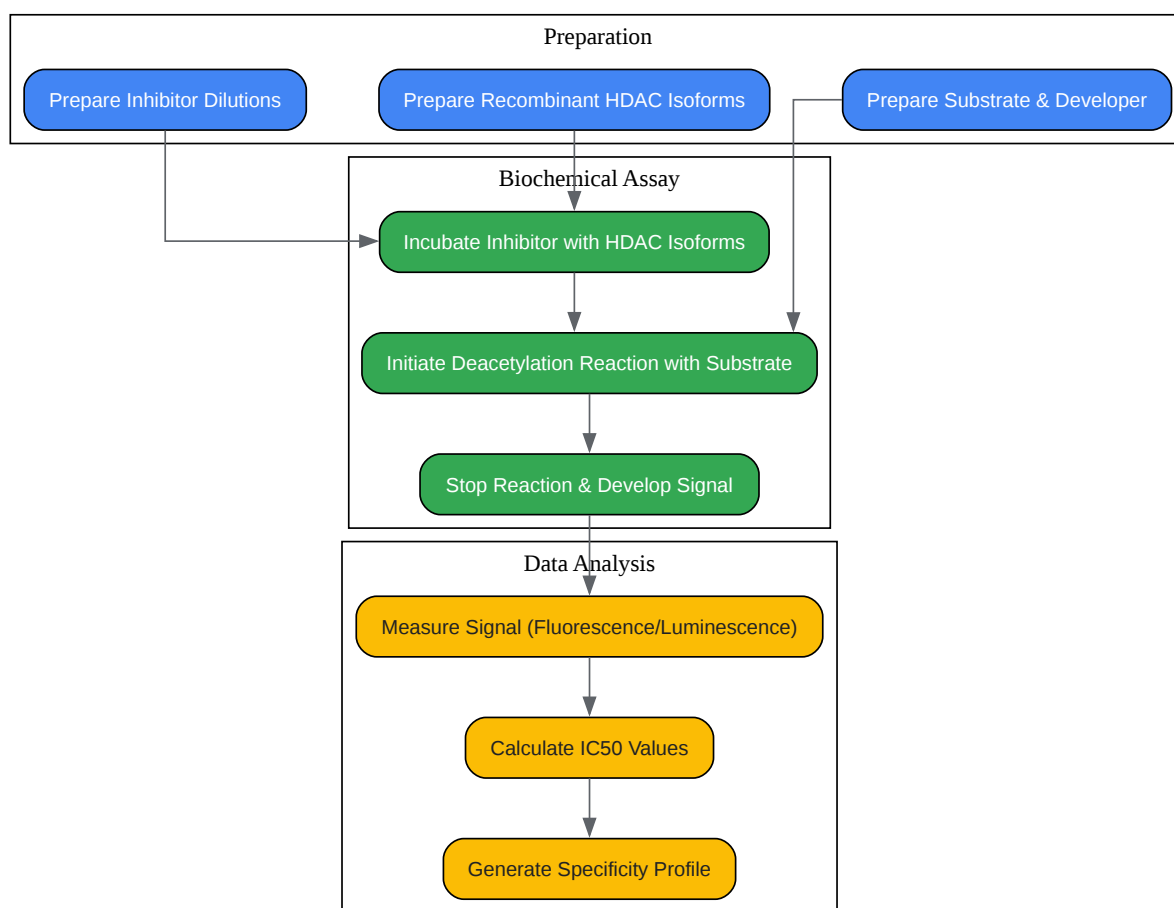 Preparation
Prepare Inhibitor Dilutions
Prepare Recombinant HDAC Isoforms
Prepare Substrate & Developer
Biochemical Assay
Incubate Inhibitor with HDAC Isoforms
Initiate Deacetylation Reaction with Substrate
Stop Reaction & Develop Signal
Data Analysis
Measure Signal (Fluorescence/Luminescence)
Calculate IC50 Values
Generate Specificity Profile